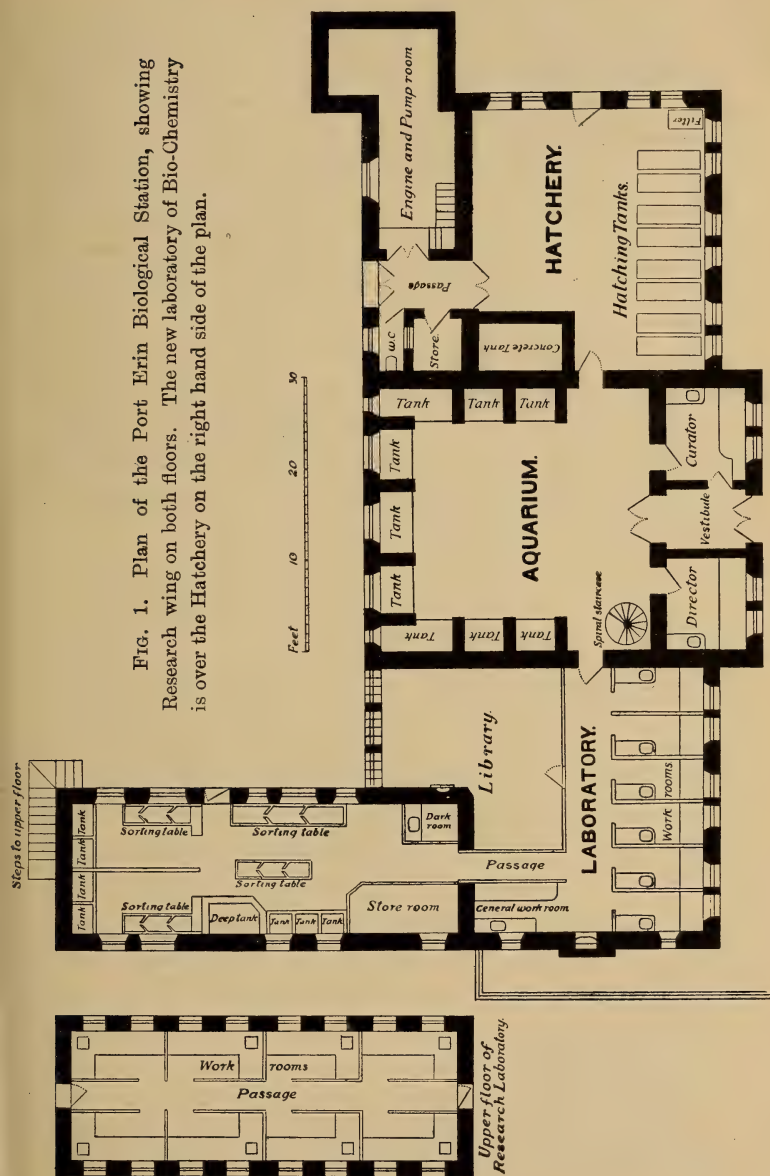 FIG. 1. Plan of the Port Erin Biological Station, showing
Research wing on both floors. The new laboratory of Bio-Chemistry
is over the Hatchery on the right hand side of the plan.
Feet 10 20 30
Steps to upper floor
Tank
Tank
Tank
Tank
Sorting table
Sorting table
Sorting table
Sorting table
Deep tank
Tank
Tank
Tank
Store room
Dark
room
Passage
Library.
General work room
LABORATORY.
Work rooms
Upper floor of
Research Laboratory.
Work rooms
Passage
Tank
Tank
Tank
Tank
Tank
Tank
Tank
Tank
Tank
AQUARIUM.
Spiral staircase
Director
Vestibule
Curator
W.C
Store
Passage
Engine and Pump room
Concrete Tank
HATCHERY.
Hatching Tanks.
Filter